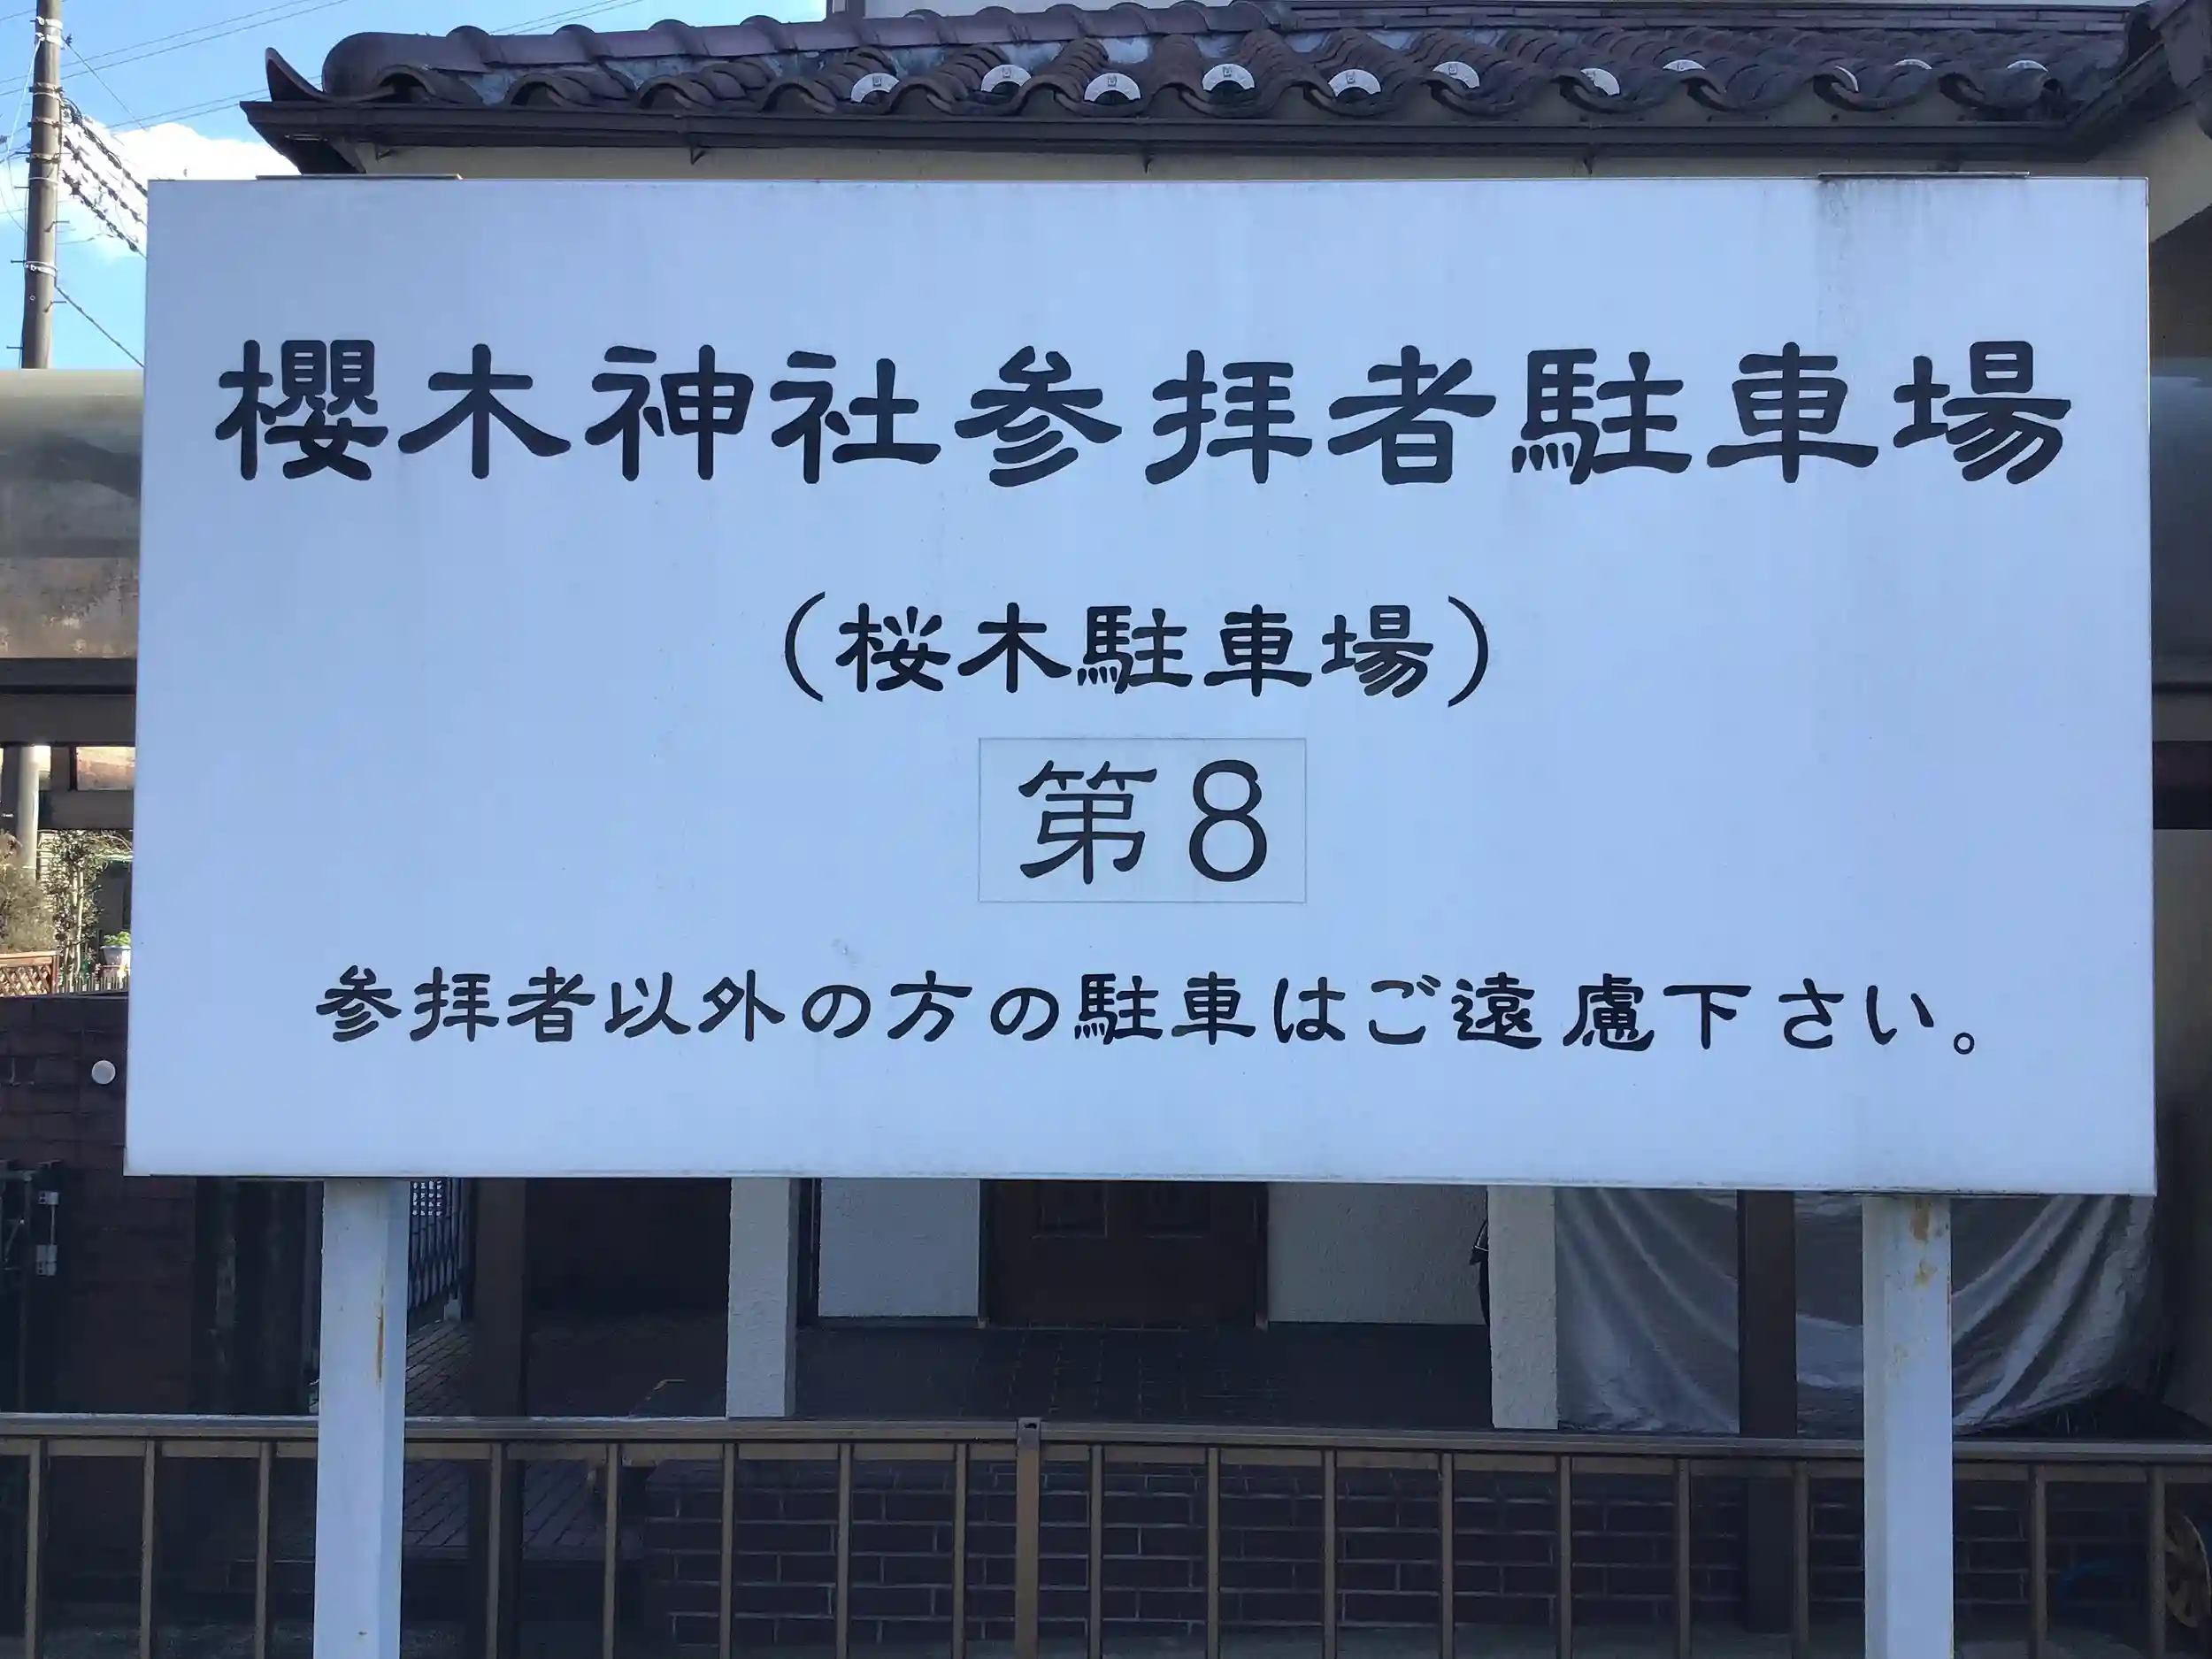 櫻木神社参拝者駐車場
（桜木駐車場）
第8
参拝者以外の方の駐車はご遠慮下さい。